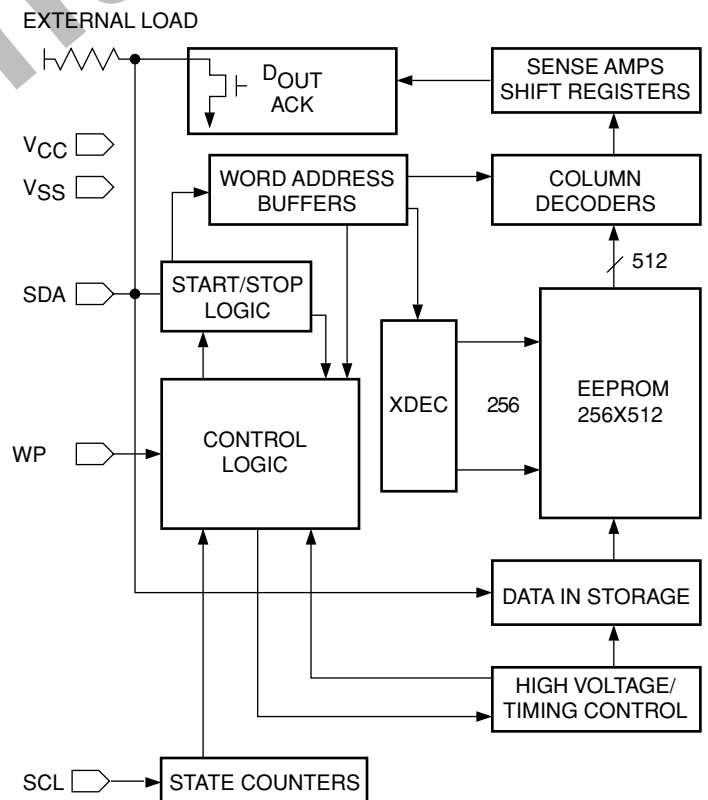 EXTERNAL LOAD
DOUT
ACK
SENSE AMPS
SHIFT REGISTERS
VCC
VSS
WORD ADDRESS
BUFFERS
COLUMN
DECODERS
512
SDA
START/STOP
LOGIC
XDEC
256
EEPROM
256X512
WP
CONTROL
LOGIC
DATA IN STORAGE
HIGH VOLTAGE/
TIMING CONTROL
SCL
STATE COUNTERS